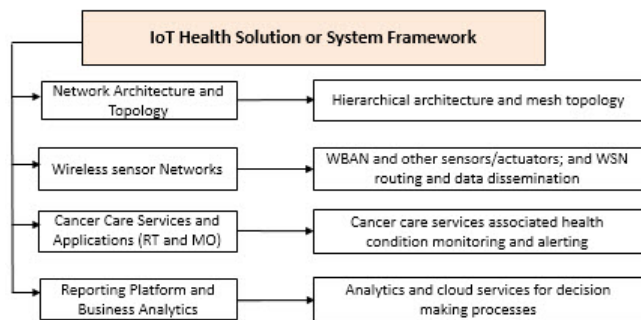 IoT Health Solution or System Framework
Network Architecture and
Topology
Hierarchical architecture and mesh topology
Wireless sensor Networks
WBAN and other sensors/actuators; and WSN
routing and data dissemination
Cancer Care Services and
Applications (RT and MO)
Cancer care services associated health
condition monitoring and alerting
Reporting Platform and
Business Analytics
Analytics and cloud services for decision
making processes